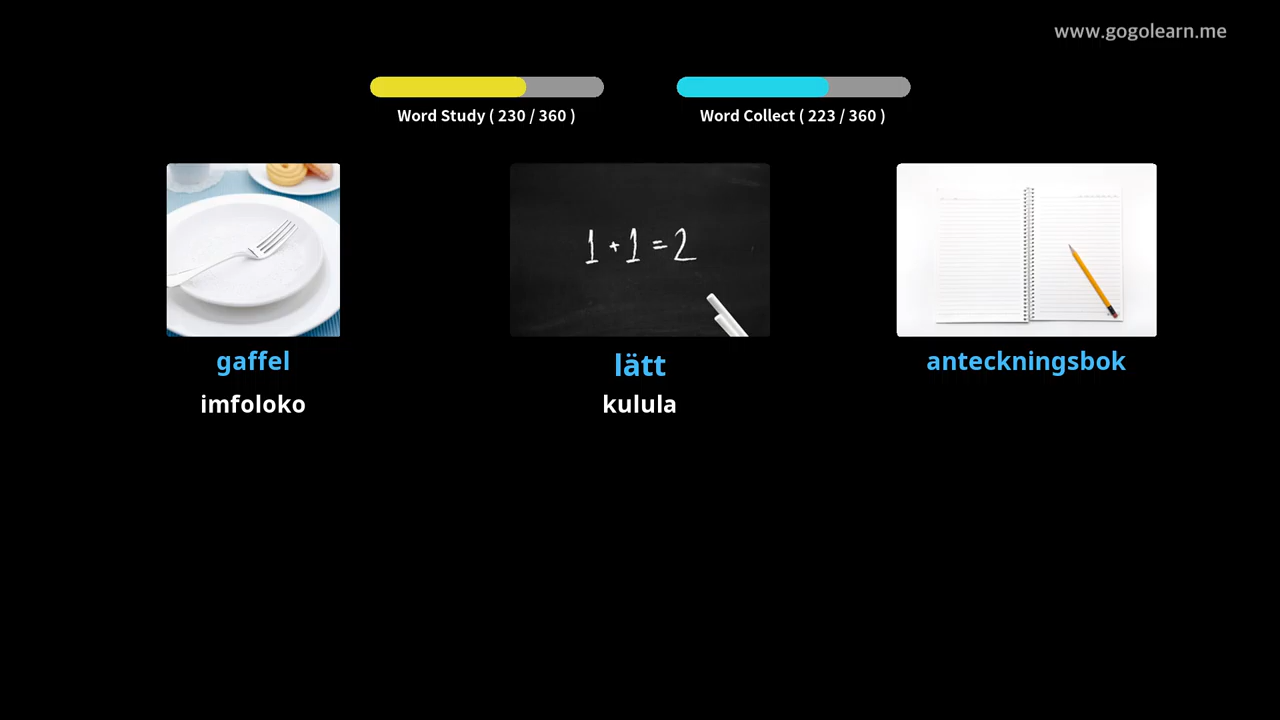 www.gogolearn.me
Word Study ( 230 / 360 )
Word Collect ( 223 / 360 )
1 + 1 = 2
gaffel
lätt
anteckningsbok
imfoloko
kulula